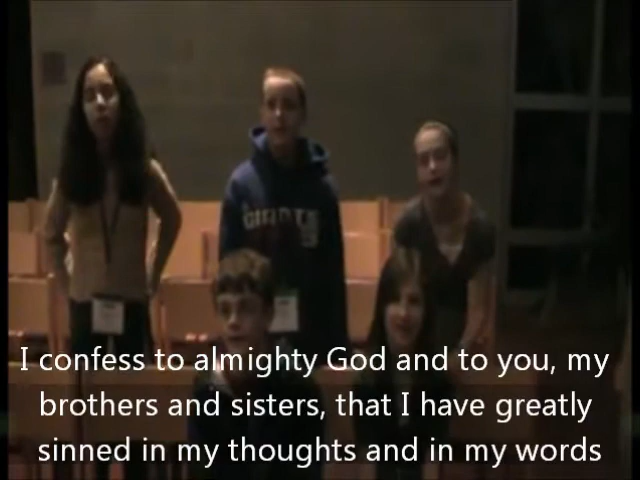 GIANTS
I confess to almighty God and to you, my
brothers and sisters, that I have greatly
sinned in my thoughts and in my words